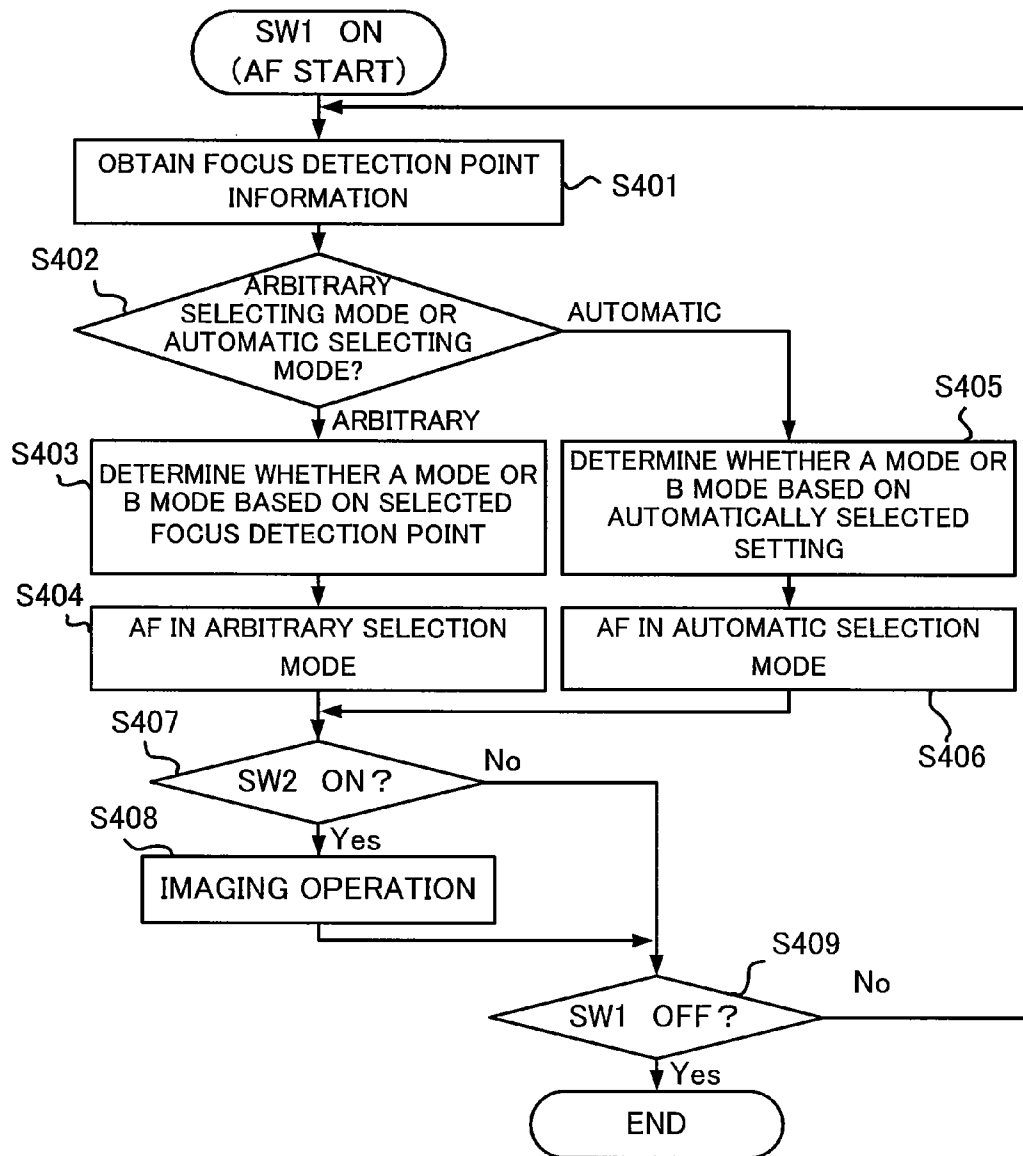 SW1 ON
(AF START)
OBTAIN FOCUS DETECTION POINT
INFORMATION
S401
S402
ARBITRARY
SELECTING MODE OR
AUTOMATIC SELECTING
MODE?
AUTOMATIC
ARBITRARY
S403
DETERMINE WHETHER A MODE OR
B MODE BASED ON SELECTED
FOCUS DETECTION POINT
S405
DETERMINE WHETHER A MODE OR
B MODE BASED ON
AUTOMATICALLY SELECTED
SETTING
S404
AF IN ARBITRARY SELECTION
MODE
AF IN AUTOMATIC SELECTION
MODE
S406
S407
SW2 ON?
No
Yes
S408
IMAGING OPERATION
S409
SW1 OFF?
No
Yes
END